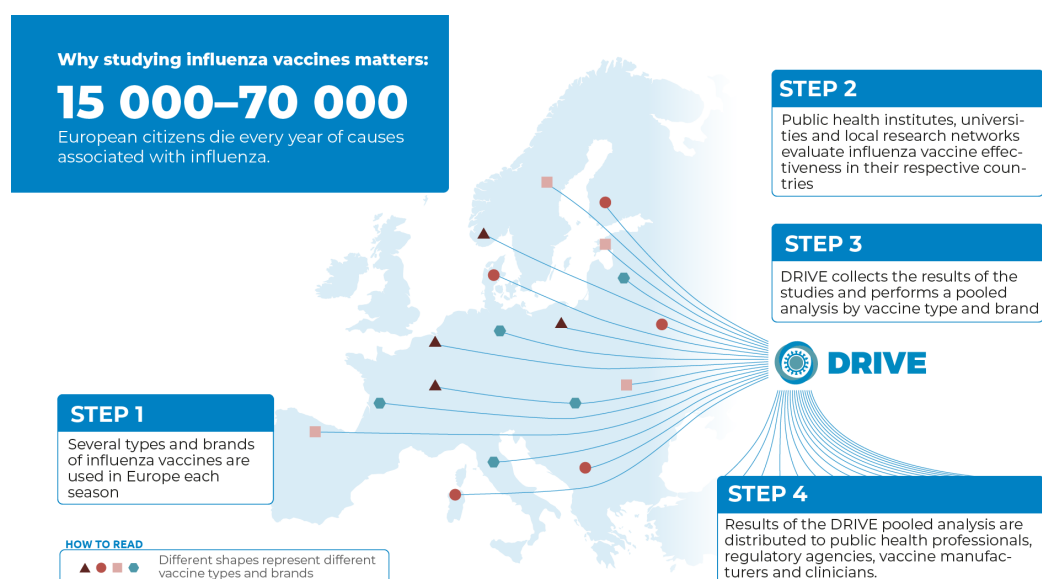 Why studying influenza vaccines matters:
15 000–70 000
European citizens die every year of causes
associated with influenza.
STEP 1
Several types and brands
of influenza vaccines are
used in Europe each
season
HOW TO READ
Different shapes represent different
vaccine types and brands
STEP 2
Public health institutes, universi-
ties and local research networks
evaluate influenza vaccine effec-
tiveness in their respective coun-
tries
STEP 3
DRIVE collects the results of the
studies and performs a pooled
analysis by vaccine type and brand
DRIVE
STEP 4
Results of the DRIVE pooled analysis are
distributed to public health professionals,
regulatory agencies, vaccine manufac-
turers and clinicians.